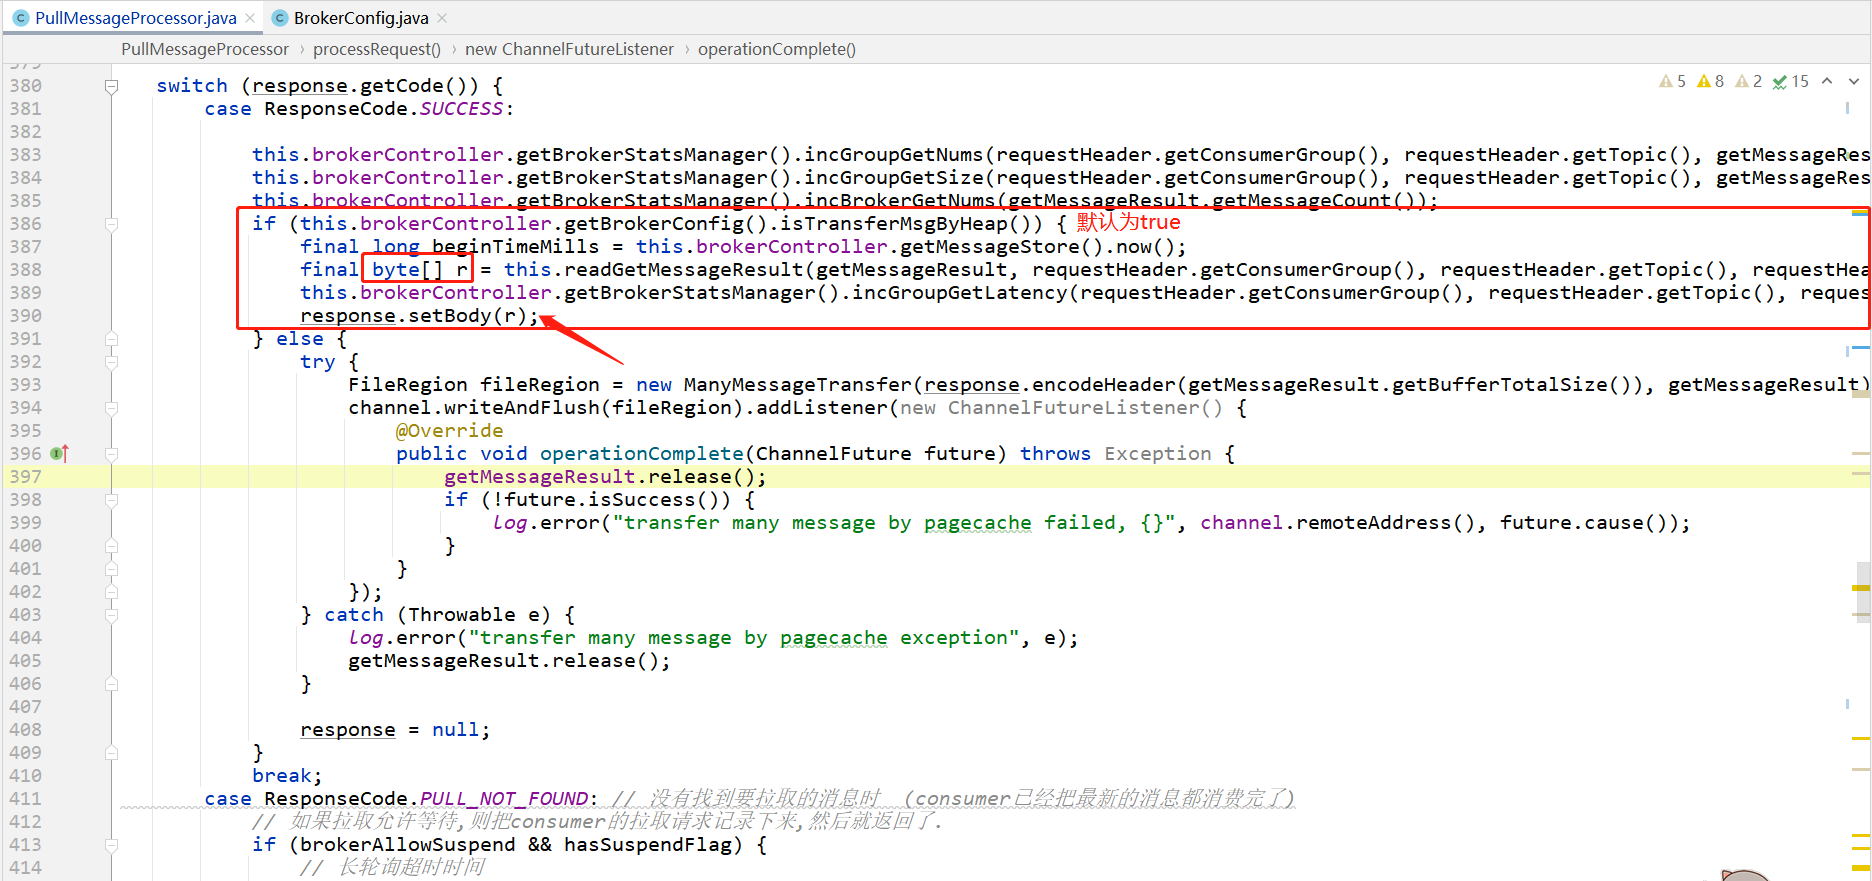 PullMessageProcessor.java × BrokerConfig.java ×
PullMessageProcessor › processRequest() › new ChannelFutureListener › operationComplete()
5 8 2 15
380 switch (response.getCode()) {
381 case ResponseCode.SUCCESS:
382
383 this.brokerController.getBrokerStatsManager().incGroupGetNums(requestHeader.getConsumerGroup(), requestHeader.getTopic(), getMessageRes
384 this.brokerController.getBrokerStatsManager().incGroupGetSize(requestHeader.getConsumerGroup(), requestHeader.getTopic(), getMessageRes
385 this.brokerController.getBrokerStatsManager().incBrokerGetNums(getMessageResult.getMessageCount());
386 if (this.brokerController.getBrokerConfig().isTransferMsgByHeap()) { 默认为true
387 final long beginTimeMills = this.brokerController.getMessageStore().now();
388 final byte[] r = this.readGetMessageResult(getMessageResult, requestHeader.getConsumerGroup(), requestHeader.getTopic(), requestHea
389 this.brokerController.getBrokerStatsManager().incGroupGetLatency(requestHeader.getConsumerGroup(), requestHeader.getTopic(), reques
390 response.setBody(r);
391 } else {
392 try {
393 FileRegion fileRegion = new ManyMessageTransfer(response.encodeHeader(getMessageResult.getBufferTotalSize()), getMessageResult)
394 channel.writeAndFlush(fileRegion).addListener(new ChannelFutureListener() {
395 @Override
396 public void operationComplete(ChannelFuture future) throws Exception {
397 getMessageResult.release();
398 if (!future.isSuccess()) {
399 log.error("transfer many message by pagecache failed, {}", channel.remoteAddress(), future.cause());
400 }
401 }
402 });
403 } catch (Throwable e) {
404 log.error("transfer many message by pagecache exception", e);
405 getMessageResult.release();
406 }
407
408 response = null;
409 }
410 break;
411 case ResponseCode.PULL_NOT_FOUND: // 没有找到要拉取的消息时 (consumer已经把最新的消息都消费完了)
412 // 如果拉取允许等待,则把consumer的拉取请求记录下来,然后就返回了.
413 if (brokerAllowSuspend && hasSuspendFlag) {
414 // 长轮询超时时间